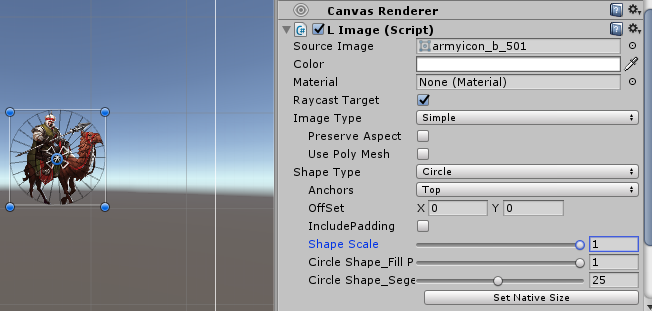 Canvas Renderer
L Image (Script)
Source Image armyicon_b_501
Color
Material None (Material)
Raycast Target
Image Type Simple
Preserve Aspect
Use Poly Mesh
Shape Type Circle
Anchors Top
OffSet X 0 Y 0
IncludePadding
Shape Scale 1
Circle Shape_Fill P 1
Circle Shape_Sege 25
Set Native Size